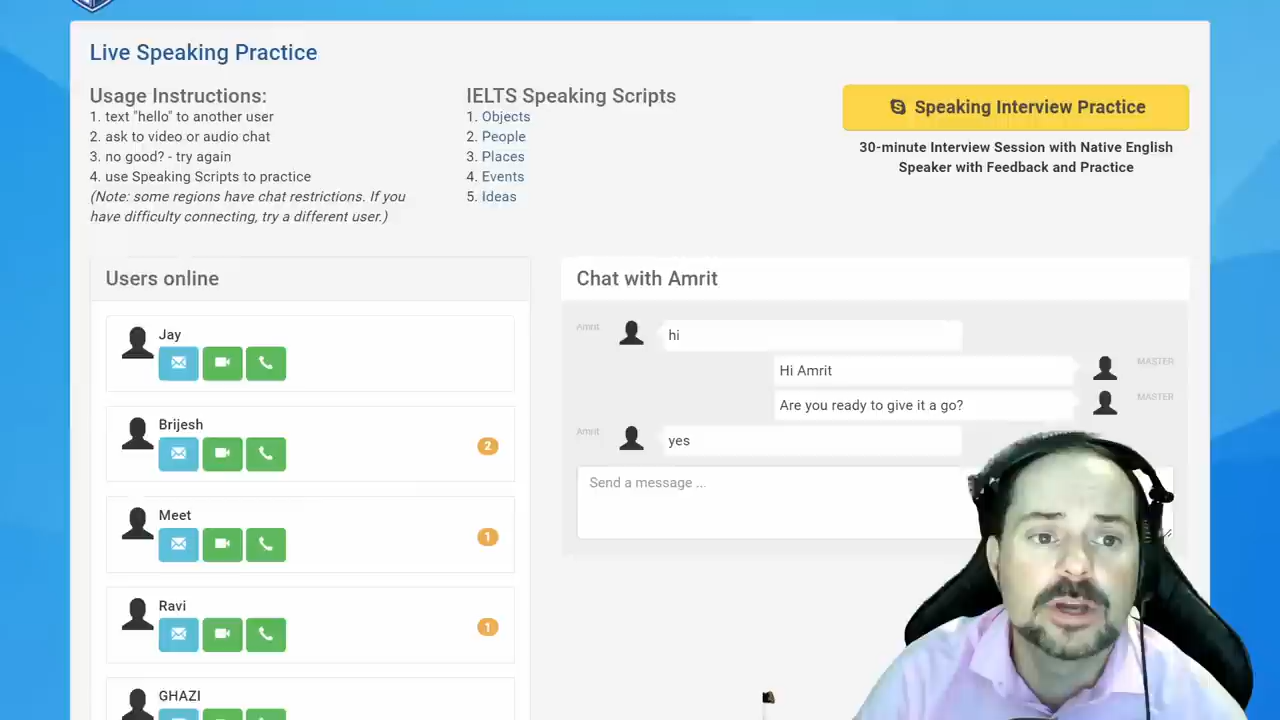 Live Speaking Practice
Usage Instructions:
1. text "hello" to another user
2. ask to video or audio chat
3. no good? - try again
4. use Speaking Scripts to practice
(Note: some regions have chat restrictions. If you
have difficulty connecting, try a different user.)
IELTS Speaking Scripts
1. Objects
2. People
3. Places
4. Events
5. Ideas
Speaking Interview Practice
30-minute Interview Session with Native English
Speaker with Feedback and Practice
Users online
Jay
Brijesh
2
Meet
1
Ravi
1
GHAZI
Chat with Amrit
Amrit
hi
Hi Amrit
MASTER
Are you ready to give it a go?
MASTER
Amrit
yes
Send a message ...